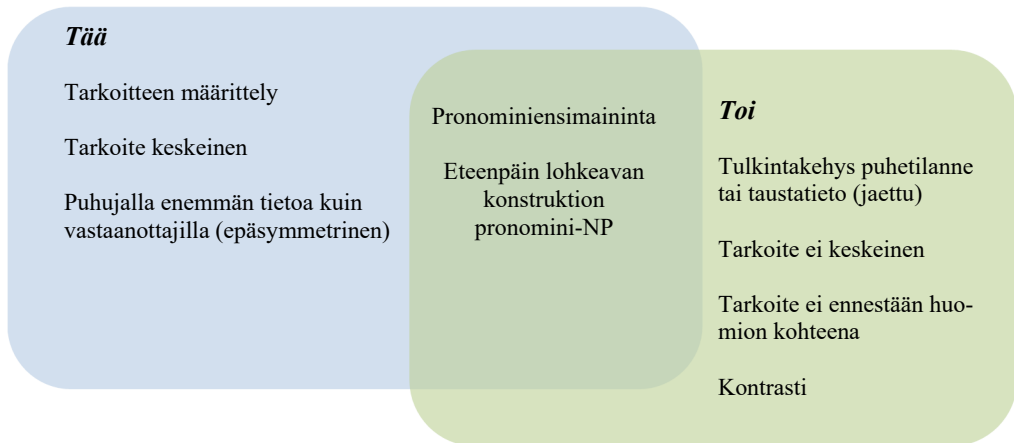 Tää
Tarkoitteen määrittely
Tarkoite keskeinen
Puhujalla enemmän tietoa kuin
vastaanottajilla (epäsymmetrinen)
Pronominiensimaininta
Eteenpäin lohkeavan
konstruktion
pronomini-NP
Toi
Tulkintakehys puhetilanne
tai taustatieto (jaettu)
Tarkoite ei keskeinen
Tarkoite ei ennestään huo-
mion kohteena
Kontrasti